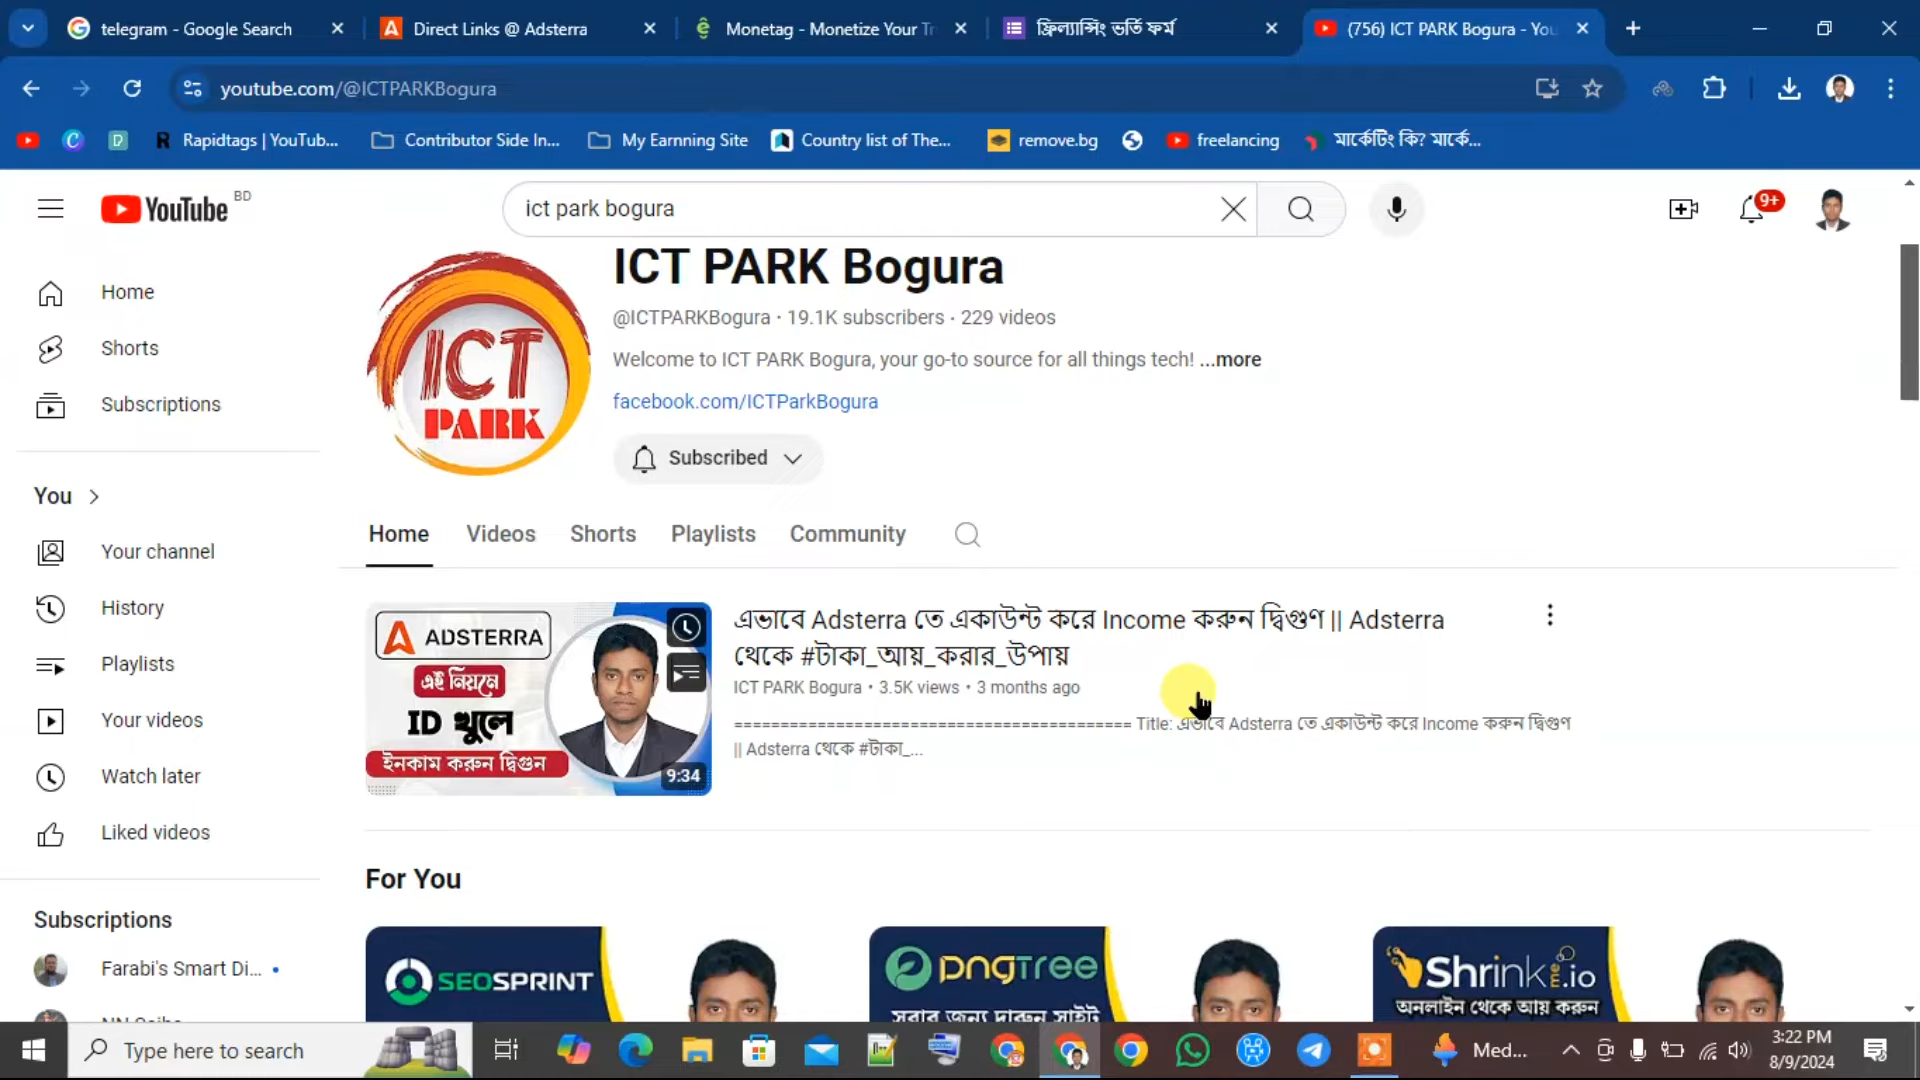 telegram - Google Search
Direct Links @ Adsterra
Monetag - Monetize Your Tr
ফ্রিল্যান্সিং ভর্তি ফর্ম
(756) ICT PARK Bogura - You
youtube.com/@ICTPARKBogura
Rapidtags | YouTub...
Contributor Side In...
My Earnning Site
Country list of The...
remove.bg
freelancing
মার্কেটিং কি? মার্কে...
YouTube BD
ict park bogura
9+
Home
Shorts
Subscriptions
You
Your channel
History
Playlists
Your videos
Watch later
Liked videos
Subscriptions
Farabi's Smart Di...
ICT
PARK
ICT PARK Bogura
@ICTPARKBogura · 19.1K subscribers · 229 videos
Welcome to ICT PARK Bogura, your go-to source for all things tech! ...more
facebook.com/ICTParkBogura
Subscribed
Home Videos Shorts Playlists Community
ADSTERRA
এই নিয়মে
ID খুলে
ইনকাম করুন দ্বিগুন
9:34
এভাবে Adsterra তে একাউন্ট করে Income করুন দ্বিগুণ || Adsterra
থেকে #টাকা_আয়_করার_উপায়
ICT PARK Bogura • 3.5K views • 3 months ago
========================================== Title: এভাবে Adsterra তে একাউন্ট করে Income করুন দ্বিগুণ
|| Adsterra থেকে #টাকা_...
For You
SEOSPRINT
pngtree
সবার জন্য দারুন সাইট
Shrinkme.io
অনলাইন থেকে আয় করুন
Type here to search
Med...
3:22 PM
8/9/2024